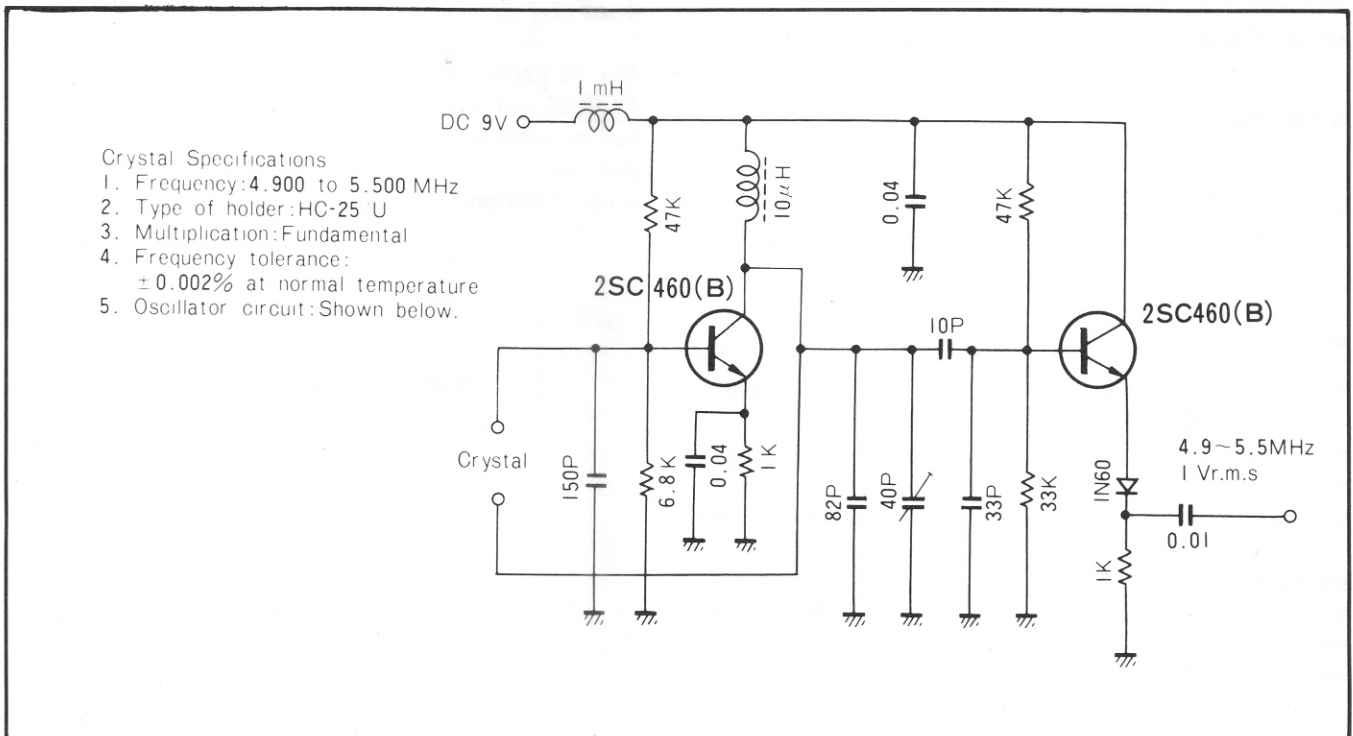 Crystal Specifications
1. Frequency: 4.900 to 5.500 MHz
2. Type of holder: HC-25/U
3. Multiplication: Fundamental
4. Frequency tolerance:
±0.002% at normal temperature
5. Oscillator circuit: Shown below.
DC 9V
1 mH
47K
10μH
0.04
47K
2SC460(B)
2SC460(B)
10P
Crystal
150P
6.8K
0.04
1K
82P
40P
33P
33K
1N60
4.9~5.5MHz
1 Vr.m.s
0.01
1K